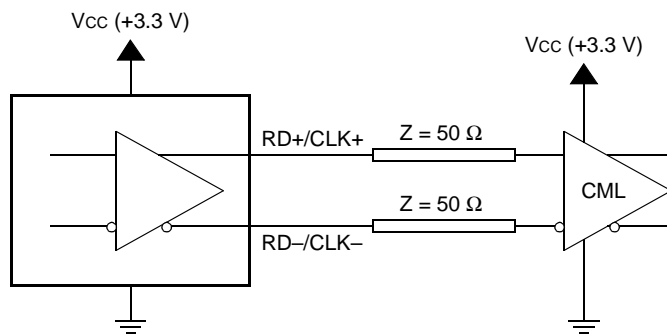 VCC (+3.3 V)
VCC (+3.3 V)
RD+/CLK+
Z = 50 Ω
CML
Z = 50 Ω
RD–/CLK–